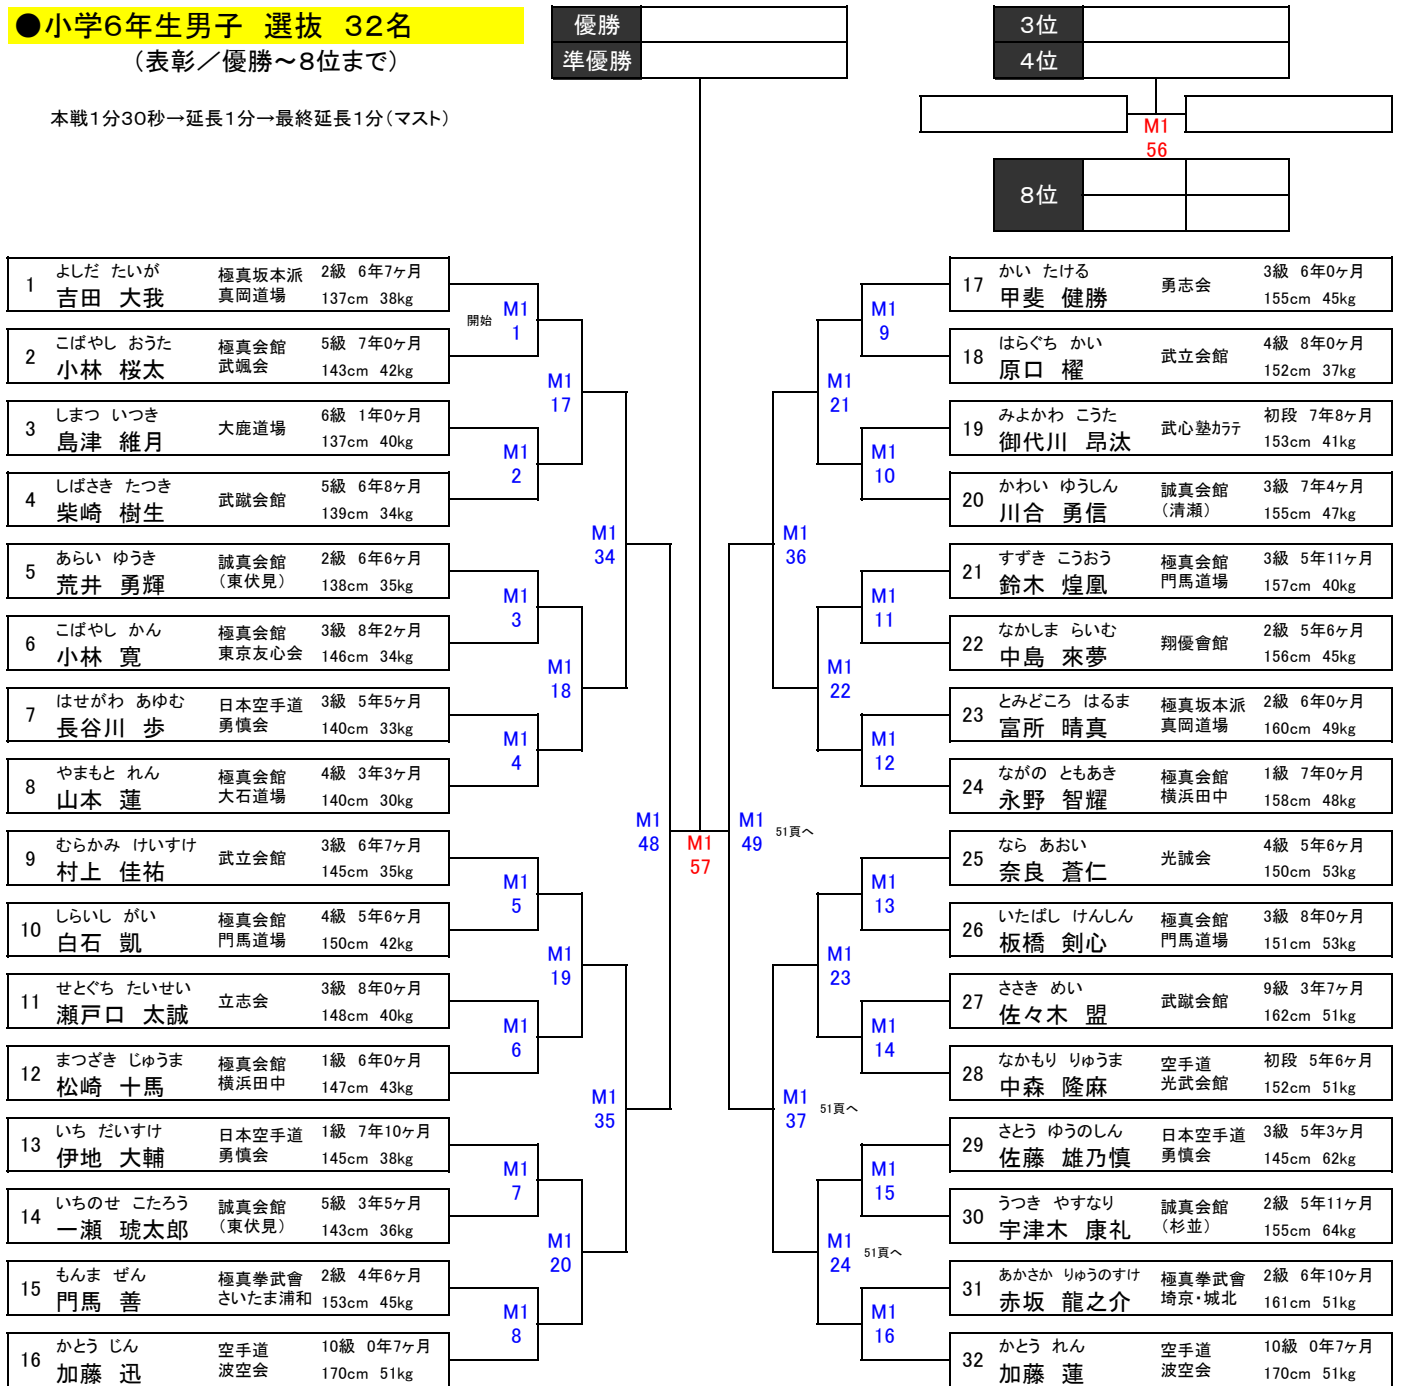 ●小学6年生男子 選抜 32名
(表彰／優勝～8位まで)
本戦1分30秒→延長1分→最終延長1分(マスト)
優勝
準優勝
3位
4位
M1
56
8位
1
よしだ たいが
吉田 大我
極真坂本派
真岡道場
2級 6年7ヶ月
137cm 38kg
2
こばやし おうた
小林 桜太
極真会館
武颯会
5級 7年0ヶ月
143cm 42kg
3
しまつ いつき
島津 維月
大鹿道場
6級 1年0ヶ月
137cm 40kg
4
しばさき たつき
柴崎 樹生
武蹴会館
5級 6年8ヶ月
139cm 34kg
5
あらい ゆうき
荒井 勇輝
誠真会館
(東伏見)
2級 6年6ヶ月
138cm 35kg
6
こばやし かん
小林 寛
極真会館
東京友心会
3級 8年2ヶ月
146cm 34kg
7
はせがわ あゆむ
長谷川 歩
日本空手道
勇慎会
3級 5年5ヶ月
140cm 33kg
8
やまもと れん
山本 蓮
極真会館
大石道場
4級 3年3ヶ月
140cm 30kg
9
むらかみ けいすけ
村上 佳祐
武立会館
3級 6年7ヶ月
145cm 35kg
10
しらいし がい
白石 凱
極真会館
門馬道場
4級 5年6ヶ月
150cm 42kg
11
せとぐち たいせい
瀬戸口 太誠
立志会
3級 8年0ヶ月
148cm 40kg
12
まつざき じゅうま
松崎 十馬
極真会館
横浜田中
1級 6年0ヶ月
147cm 43kg
13
いち だいすけ
伊地 大輔
日本空手道
勇慎会
1級 7年10ヶ月
145cm 38kg
14
いちのせ こたろう
一瀬 琥太郎
誠真会館
(東伏見)
5級 3年5ヶ月
143cm 36kg
15
もんま ぜん
門馬 善
極真拳武會
さいたま浦和
2級 4年6ヶ月
153cm 45kg
16
かとう じん
加藤 迅
空手道
波空会
10級 0年7ヶ月
170cm 51kg
開始
M1
1
M1
2
M1
3
M1
4
M1
5
M1
6
M1
7
M1
8
M1
17
M1
18
M1
19
M1
20
M1
34
M1
35
M1
48
M1
57
M1
49
51頁へ
M1
36
M1
37
51頁へ
M1
21
M1
22
M1
23
M1
24
51頁へ
M1
9
M1
10
M1
11
M1
12
M1
13
M1
14
M1
15
M1
16
17
かい たける
甲斐 健勝
勇志会
3級 6年0ヶ月
155cm 45kg
18
はらぐち かい
原口 櫂
武立会館
4級 8年0ヶ月
152cm 37kg
19
みよかわ こうた
御代川 昂汰
武心塾カラテ
初段 7年8ヶ月
153cm 41kg
20
かわい ゆうしん
川合 勇信
誠真会館
(清瀬)
3級 7年4ヶ月
155cm 47kg
21
すずき こうおう
鈴木 煌凰
極真会館
門馬道場
3級 5年11ヶ月
157cm 40kg
22
なかしま らいむ
中島 來夢
翔優會館
2級 5年6ヶ月
156cm 45kg
23
とみどころ はるま
富所 晴真
極真坂本派
真岡道場
2級 6年0ヶ月
160cm 49kg
24
ながの ともあき
永野 智耀
極真会館
横浜田中
1級 7年0ヶ月
158cm 48kg
25
なら あおい
奈良 蒼仁
光誠会
4級 5年6ヶ月
150cm 53kg
26
いたばし けんしん
板橋 剣心
極真会館
門馬道場
3級 8年0ヶ月
151cm 53kg
27
ささき めい
佐々木 盟
武蹴会館
9級 3年7ヶ月
162cm 51kg
28
なかもり りゅうま
中森 隆麻
空手道
光武会館
初段 5年6ヶ月
152cm 51kg
29
さとう ゆうのしん
佐藤 雄乃慎
日本空手道
勇慎会
3級 5年3ヶ月
145cm 62kg
30
うつき やすなり
宇津木 康礼
誠真会館
(杉並)
2級 5年11ヶ月
155cm 64kg
31
あかさか りゅうのすけ
赤坂 龍之介
極真拳武會
埼京・城北
2級 6年10ヶ月
161cm 51kg
32
かとう れん
加藤 蓮
空手道
波空会
10級 0年7ヶ月
170cm 51kg